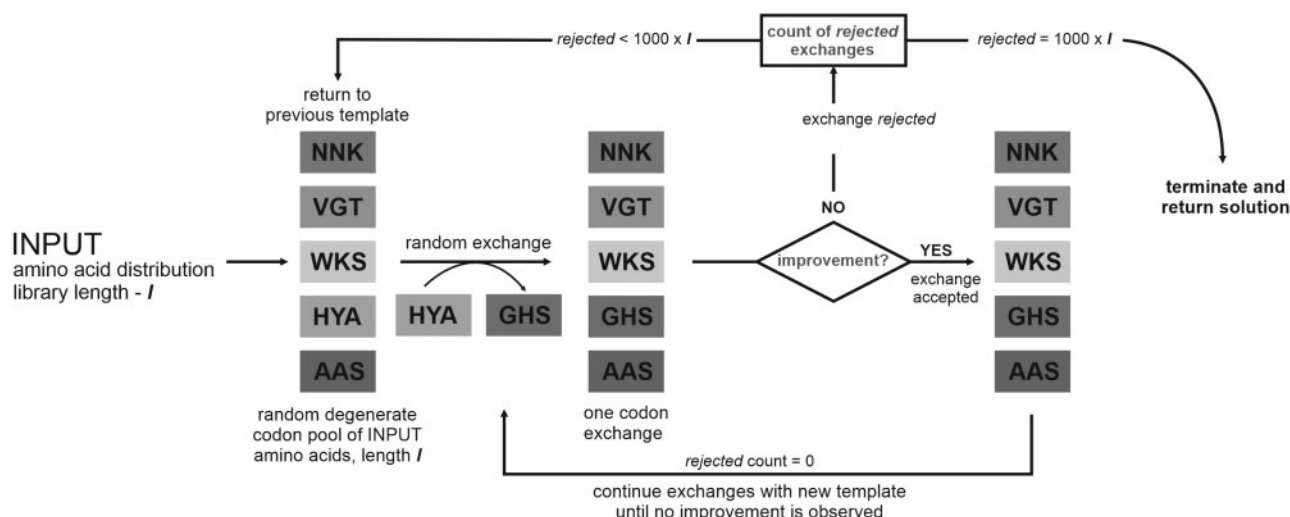 rejected < 1000 x l
count of rejected
exchanges
rejected = 1000 x l
return to
previous template
exchange rejected
terminate and
return solution
INPUT
amino acid distribution
library length - l
NNK
VGT
WKS
HYA
AAS
random degenerate
codon pool of INPUT
amino acids, length l
random exchange
HYA
GHS
NNK
VGT
WKS
GHS
AAS
one codon
exchange
improvement?
NO
YES
exchange
accepted
NNK
VGT
WKS
GHS
AAS
rejected count = 0
continue exchanges with new template
until no improvement is observed